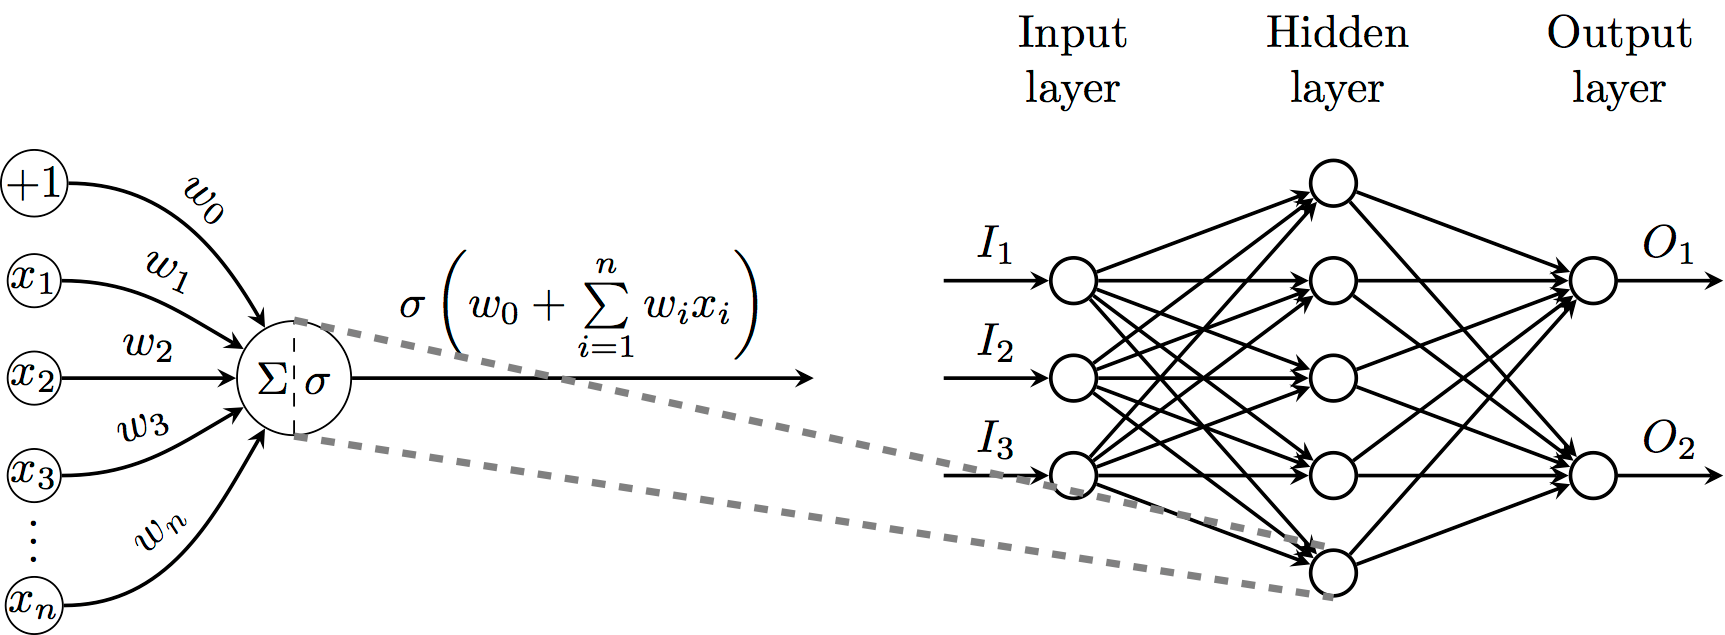 Input layer
Hidden layer
Output layer
+1
x₁
x₂
x₃
⋮
xₙ
w₀
w₁
w₂
w₃
wₙ
Σ σ
σ(w₀ + ∑ⁿᵢ₌₁ wᵢxᵢ)
I₁
I₂
I₃
O₁
O₂